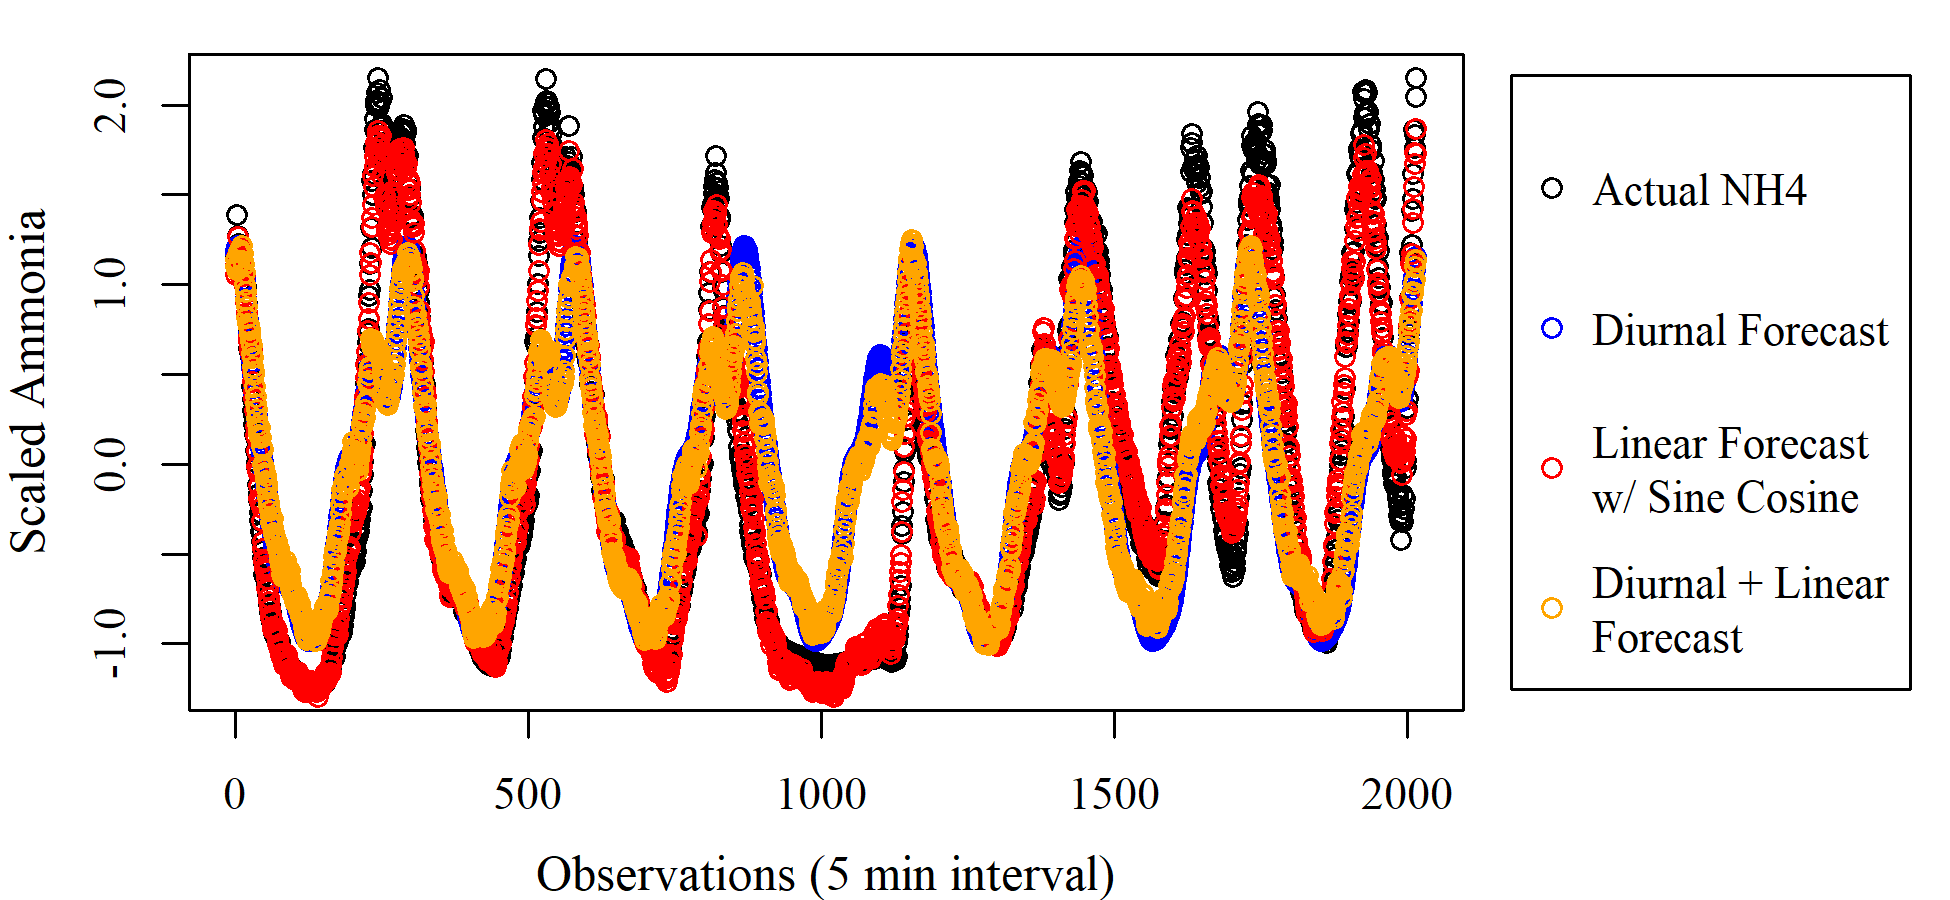 Scaled Ammonia
2.0
1.0
0.0
-1.0
0
500
1000
1500
2000
Observations (5 min interval)
Actual NH4
Diurnal Forecast
Linear Forecast
w/ Sine Cosine
Diurnal + Linear
Forecast